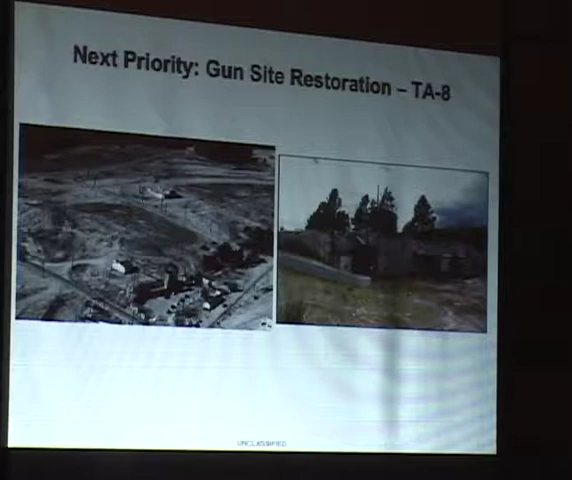 Next Priority: Gun Site Restoration – TA-8
UNCLASSIFIED